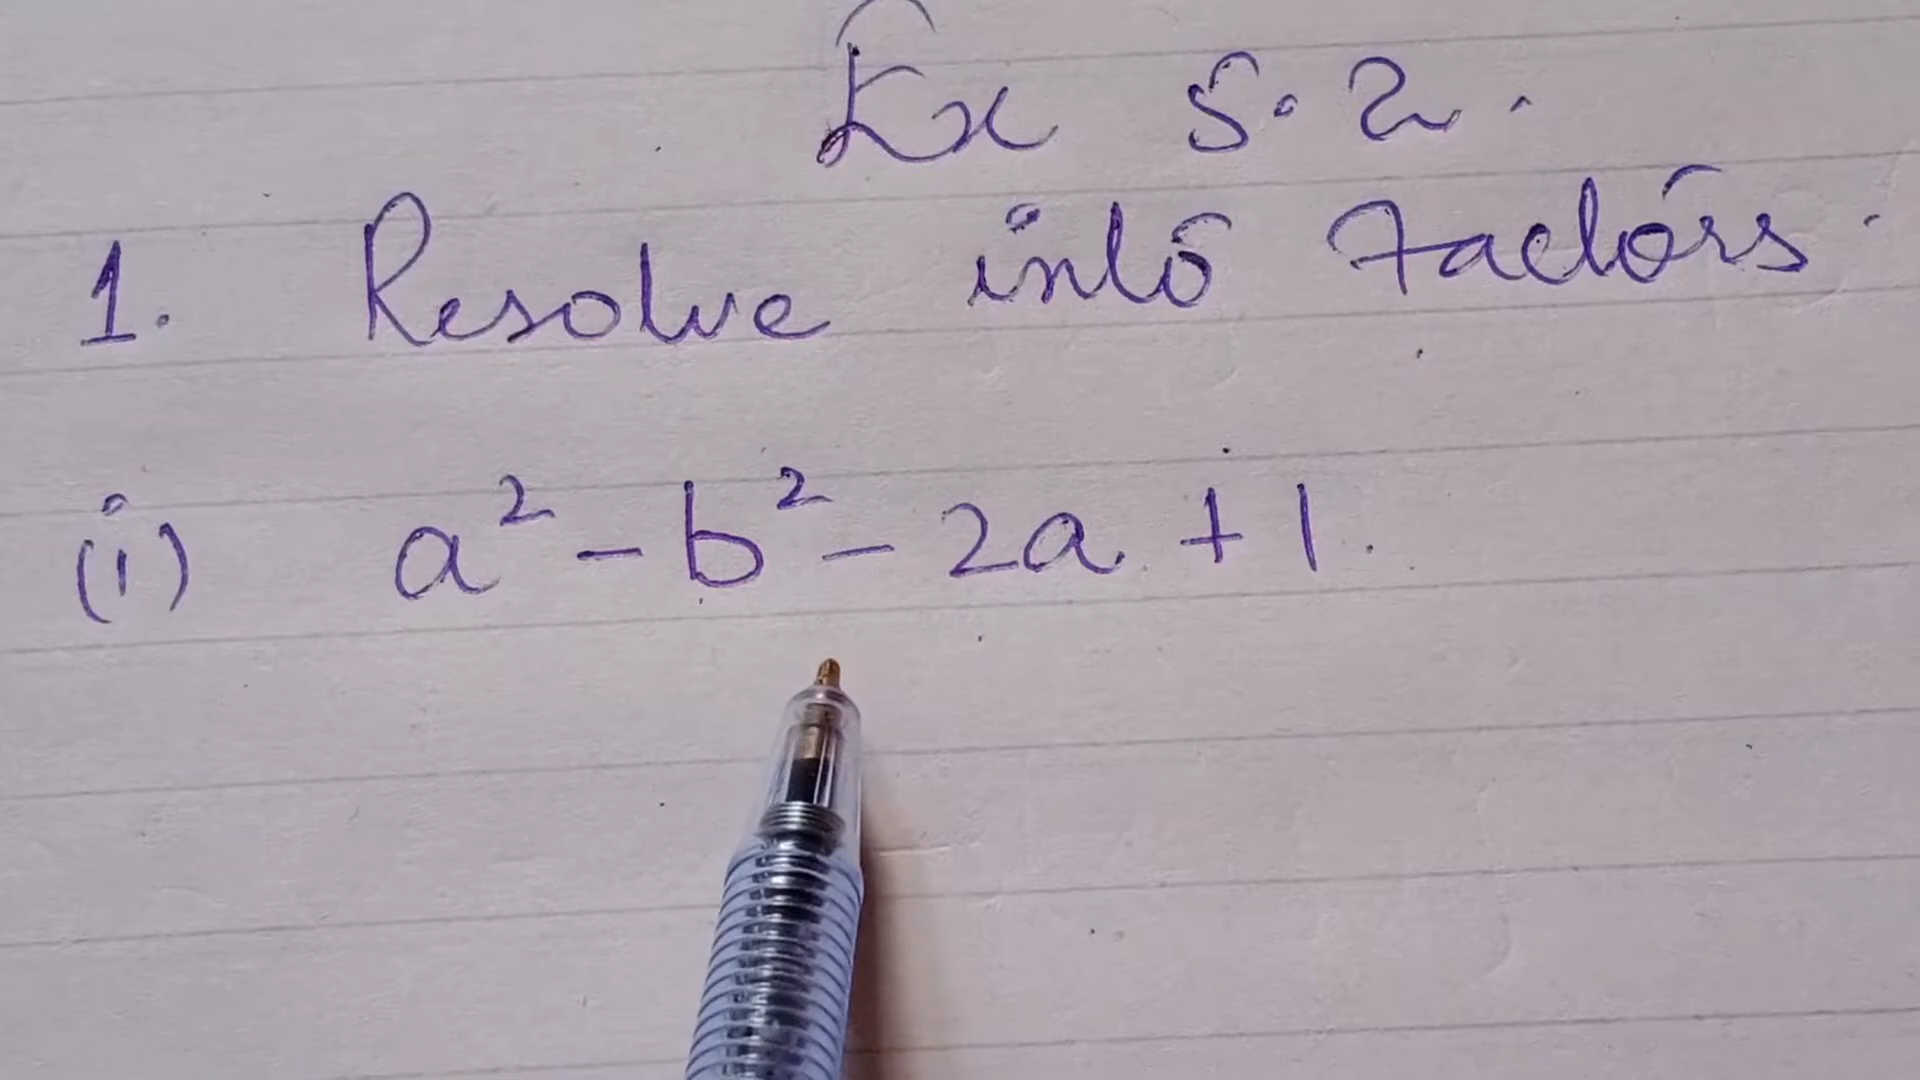 Ex 5.2.
1. Resolve into Factors.
(i) a² - b² - 2a + 1.